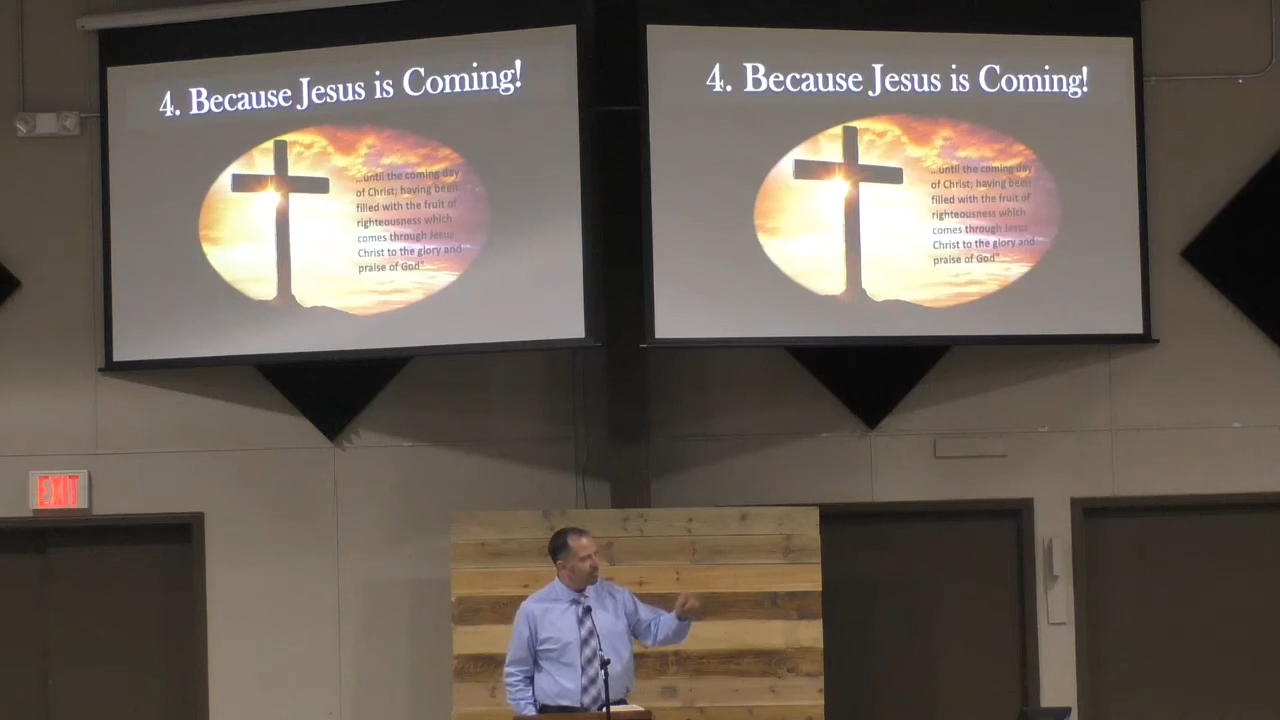 4. Because Jesus is Coming!
...until the coming day
of Christ; having been
filled with the fruit of
righteousness which
comes through Jesus
Christ to the glory and
praise of God"
4. Because Jesus is Coming!
...until the coming day
of Christ; having been
filled with the fruit of
righteousness which
comes through Jesus
Christ to the glory and
praise of God"
EXIT